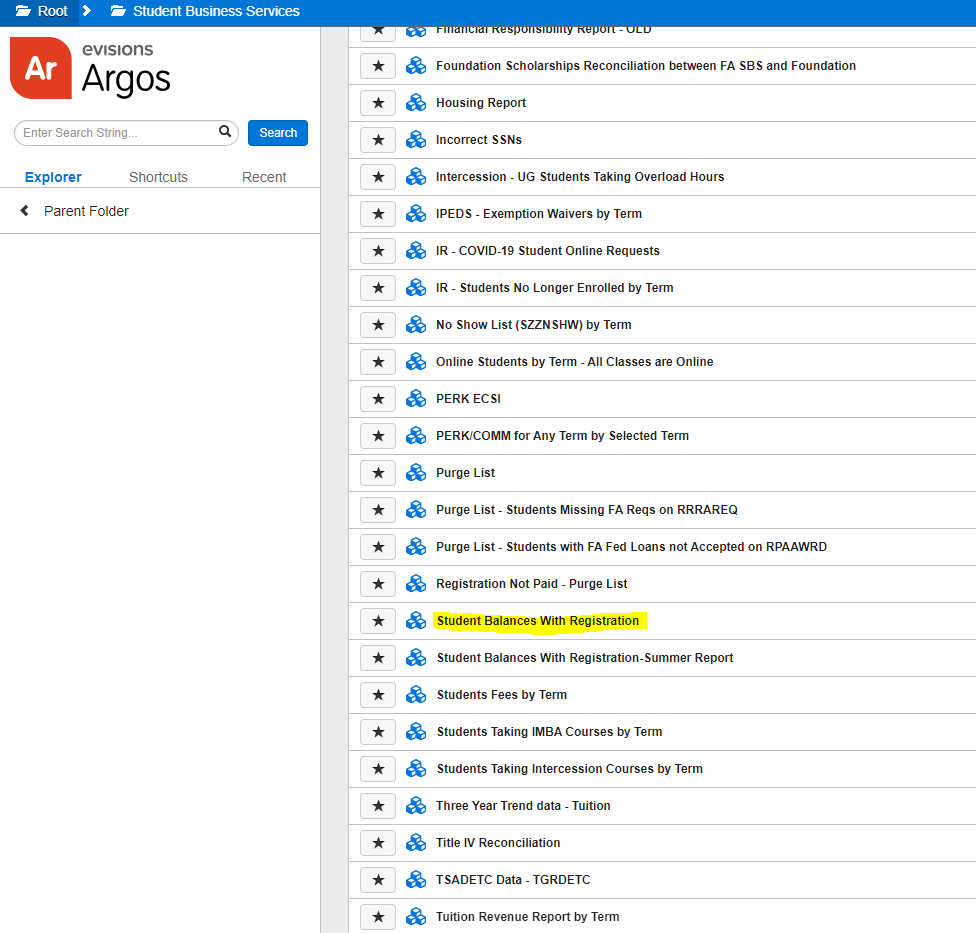 Root
Student Business Services
Ar
evisions
Argos
Enter Search String...
Search
Explorer
Shortcuts
Recent
Parent Folder
Financial Responsibility Report - OLD
Foundation Scholarships Reconciliation between FA SBS and Foundation
Housing Report
Incorrect SSNs
Intercession - UG Students Taking Overload Hours
IPEDS - Exemption Waivers by Term
IR - COVID-19 Student Online Requests
IR - Students No Longer Enrolled by Term
No Show List (SZZNSHW) by Term
Online Students by Term - All Classes are Online
PERK ECSI
PERK/COMM for Any Term by Selected Term
Purge List
Purge List - Students Missing FA Reqs on RRRAREQ
Purge List - Students with FA Fed Loans not Accepted on RPAAWRD
Registration Not Paid - Purge List
Student Balances With Registration
Student Balances With Registration-Summer Report
Students Fees by Term
Students Taking IMBA Courses by Term
Students Taking Intercession Courses by Term
Three Year Trend data - Tuition
Title IV Reconciliation
TSADETC Data - TGRDETC
Tuition Revenue Report by Term